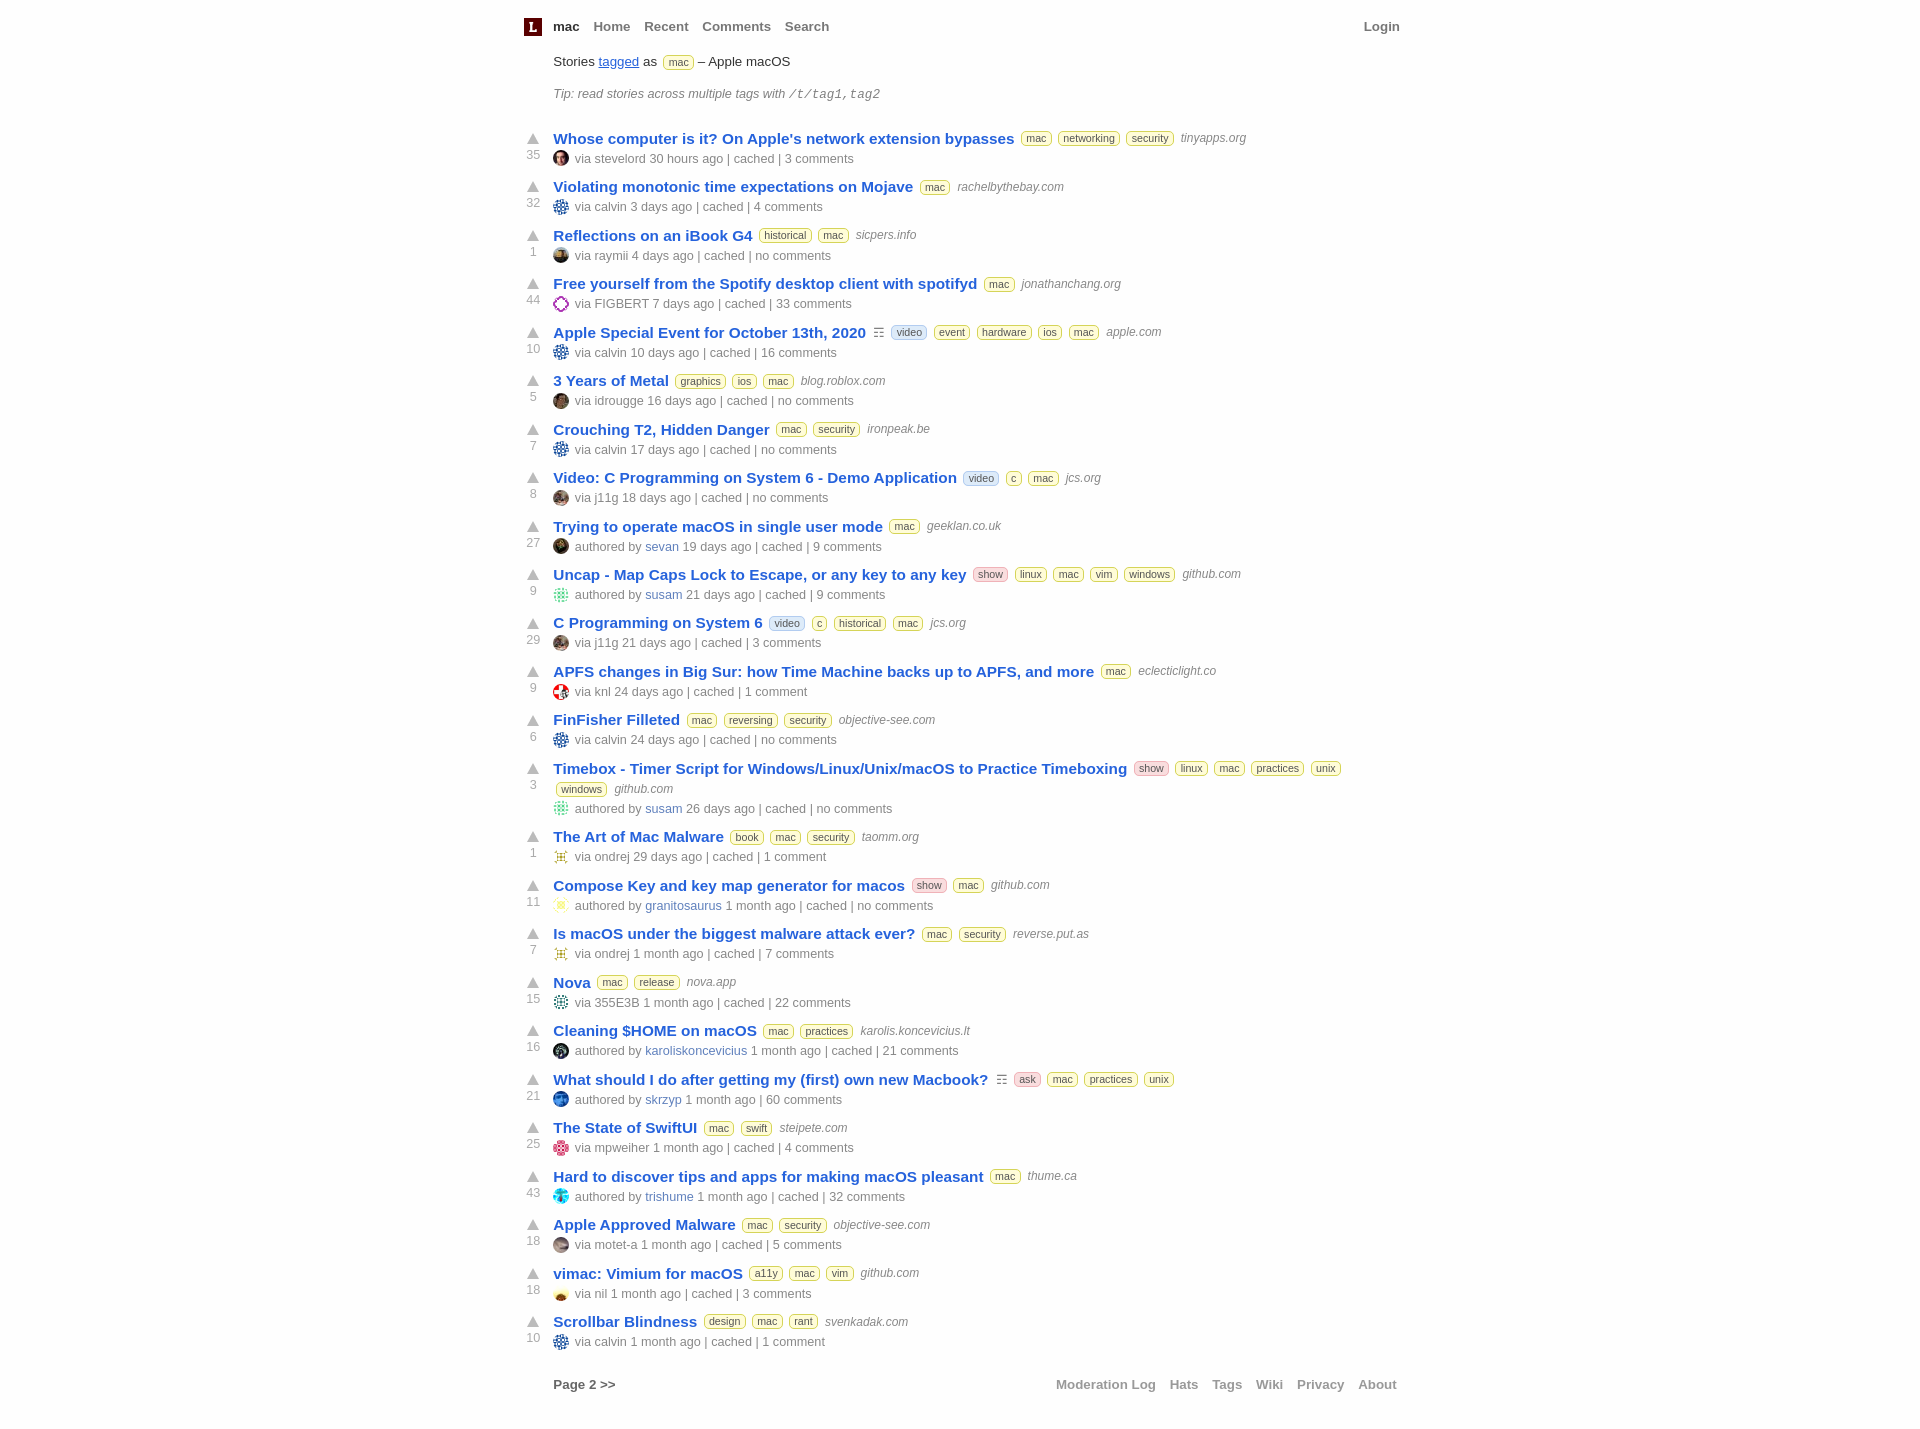 L mac Home Recent Comments Search Login
Stories tagged as mac – Apple macOS
Tip: read stories across multiple tags with /t/tag1,tag2
Whose computer is it? On Apple's network extension bypasses mac networking security tinyapps.org
35 via stevelord 30 hours ago | cached | 3 comments
Violating monotonic time expectations on Mojave mac rachelbythebay.com
32 via calvin 3 days ago | cached | 4 comments
Reflections on an iBook G4 historical mac sicpers.info
1 via raymii 4 days ago | cached | no comments
Free yourself from the Spotify desktop client with spotifyd mac jonathanchang.org
44 via FIGBERT 7 days ago | cached | 33 comments
Apple Special Event for October 13th, 2020 ☶ video event hardware ios mac apple.com
10 via calvin 10 days ago | cached | 16 comments
3 Years of Metal graphics ios mac blog.roblox.com
5 via idrougge 16 days ago | cached | no comments
Crouching T2, Hidden Danger mac security ironpeak.be
7 via calvin 17 days ago | cached | no comments
Video: C Programming on System 6 - Demo Application video c mac jcs.org
8 via j11g 18 days ago | cached | no comments
Trying to operate macOS in single user mode mac geeklan.co.uk
27 authored by sevan 19 days ago | cached | 9 comments
Uncap - Map Caps Lock to Escape, or any key to any key show linux mac vim windows github.com
9 authored by susam 21 days ago | cached | 9 comments
C Programming on System 6 video c historical mac jcs.org
29 via j11g 21 days ago | cached | 3 comments
APFS changes in Big Sur: how Time Machine backs up to APFS, and more mac eclecticlight.co
9 via knl 24 days ago | cached | 1 comment
FinFisher Filleted mac reversing security objective-see.com
6 via calvin 24 days ago | cached | no comments
Timebox - Timer Script for Windows/Linux/Unix/macOS to Practice Timeboxing show linux mac practices unix
windows github.com
3 authored by susam 26 days ago | cached | no comments
The Art of Mac Malware book mac security taomm.org
1 via ondrej 29 days ago | cached | 1 comment
Compose Key and key map generator for macos show mac github.com
11 authored by granitosaurus 1 month ago | cached | no comments
Is macOS under the biggest malware attack ever? mac security reverse.put.as
7 via ondrej 1 month ago | cached | 7 comments
Nova mac release nova.app
15 via 355E3B 1 month ago | cached | 22 comments
Cleaning $HOME on macOS mac practices karolis.koncevicius.lt
16 authored by karoliskoncevicius 1 month ago | cached | 21 comments
What should I do after getting my (first) own new Macbook? ☶ ask mac practices unix
21 authored by skrzyp 1 month ago | 60 comments
The State of SwiftUI mac swift steipete.com
25 via mpweiher 1 month ago | cached | 4 comments
Hard to discover tips and apps for making macOS pleasant mac thume.ca
43 authored by trishume 1 month ago | cached | 32 comments
Apple Approved Malware mac security objective-see.com
18 via motet-a 1 month ago | cached | 5 comments
vimac: Vimium for macOS a11y mac vim github.com
18 via nil 1 month ago | cached | 3 comments
Scrollbar Blindness design mac rant svenkadak.com
10 via calvin 1 month ago | cached | 1 comment
Page 2 >> Moderation Log Hats Tags Wiki Privacy About